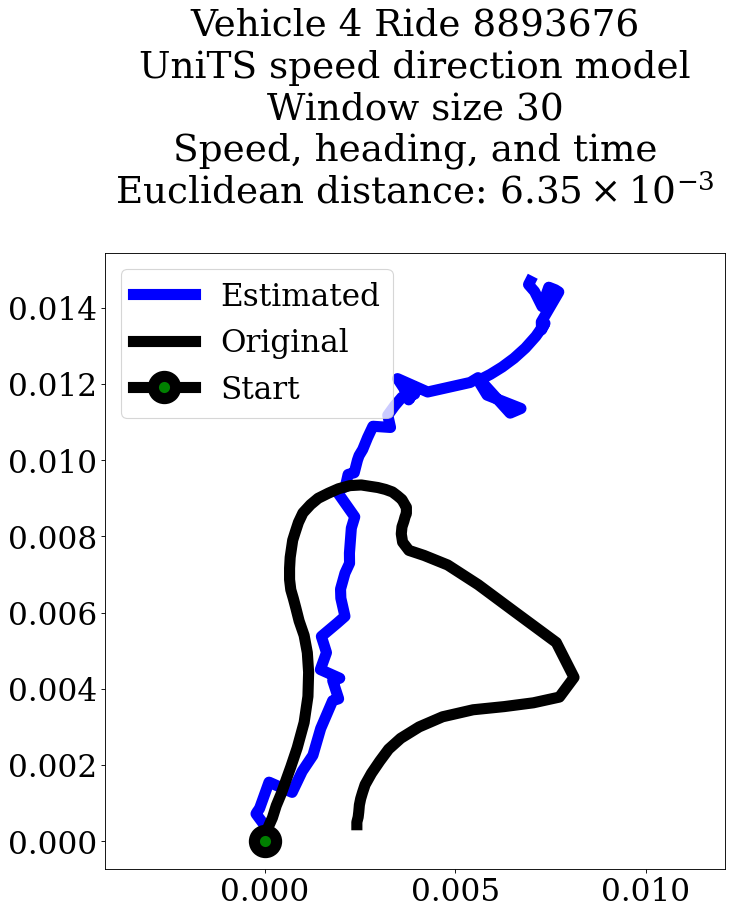 Vehicle 4 Ride 8893676
UniTS speed direction model
Window size 30
Speed, heading, and time
Euclidean distance: 6.35 × 10⁻³
Estimated
Original
Start
0.014
0.012
0.010
0.008
0.006
0.004
0.002
0.000
0.000 0.005 0.010